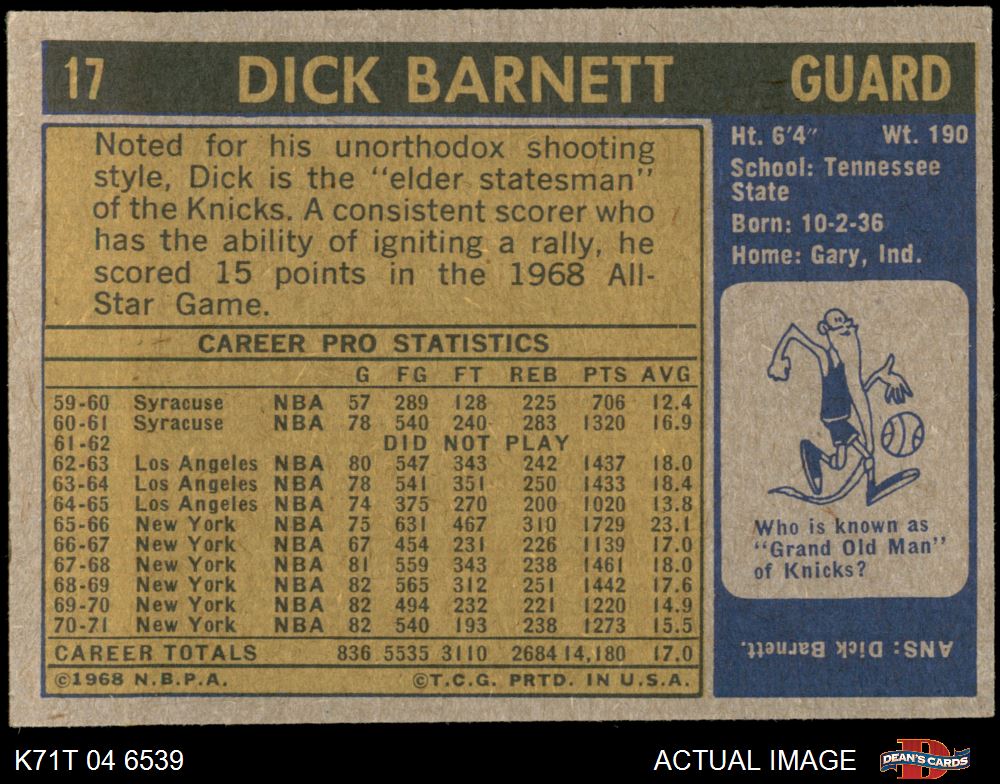 17 DICK BARNETT GUARD
Noted for his unorthodox shooting
style, Dick is the "elder statesman"
of the Knicks. A consistent scorer who
has the ability of igniting a rally, he
scored 15 points in the 1968 All-
Star Game.
CAREER PRO STATISTICS
G FG FT REB PTS AVG
59-60 Syracuse NBA 57 289 128 225 706 12.4
60-61 Syracuse NBA 78 540 240 283 1320 16.9
61-62 DID NOT PLAY
62-63 Los Angeles NBA 80 547 343 242 1437 18.0
63-64 Los Angeles NBA 78 541 351 250 1433 18.4
64-65 Los Angeles NBA 74 375 270 200 1020 13.8
65-66 New York NBA 75 631 467 310 1729 23.1
66-67 New York NBA 67 454 231 226 1139 17.0
67-68 New York NBA 81 559 343 238 1461 18.0
68-69 New York NBA 82 565 312 251 1442 17.6
69-70 New York NBA 82 494 232 221 1220 14.9
70-71 New York NBA 82 540 193 238 1273 15.5
CAREER TOTALS 836 5535 3110 2684 14,180 17.0
©1968 N.B.P.A. ©T.C.G. PRTD. IN U.S.A.
Ht. 6'4" Wt. 190
School: Tennessee
State
Born: 10-2-36
Home: Gary, Ind.
Who is known as
"Grand Old Man"
of Knicks?
ANS: Dick Barnett.
K71T 04 6539 ACTUAL IMAGE DEAN'S CARDS